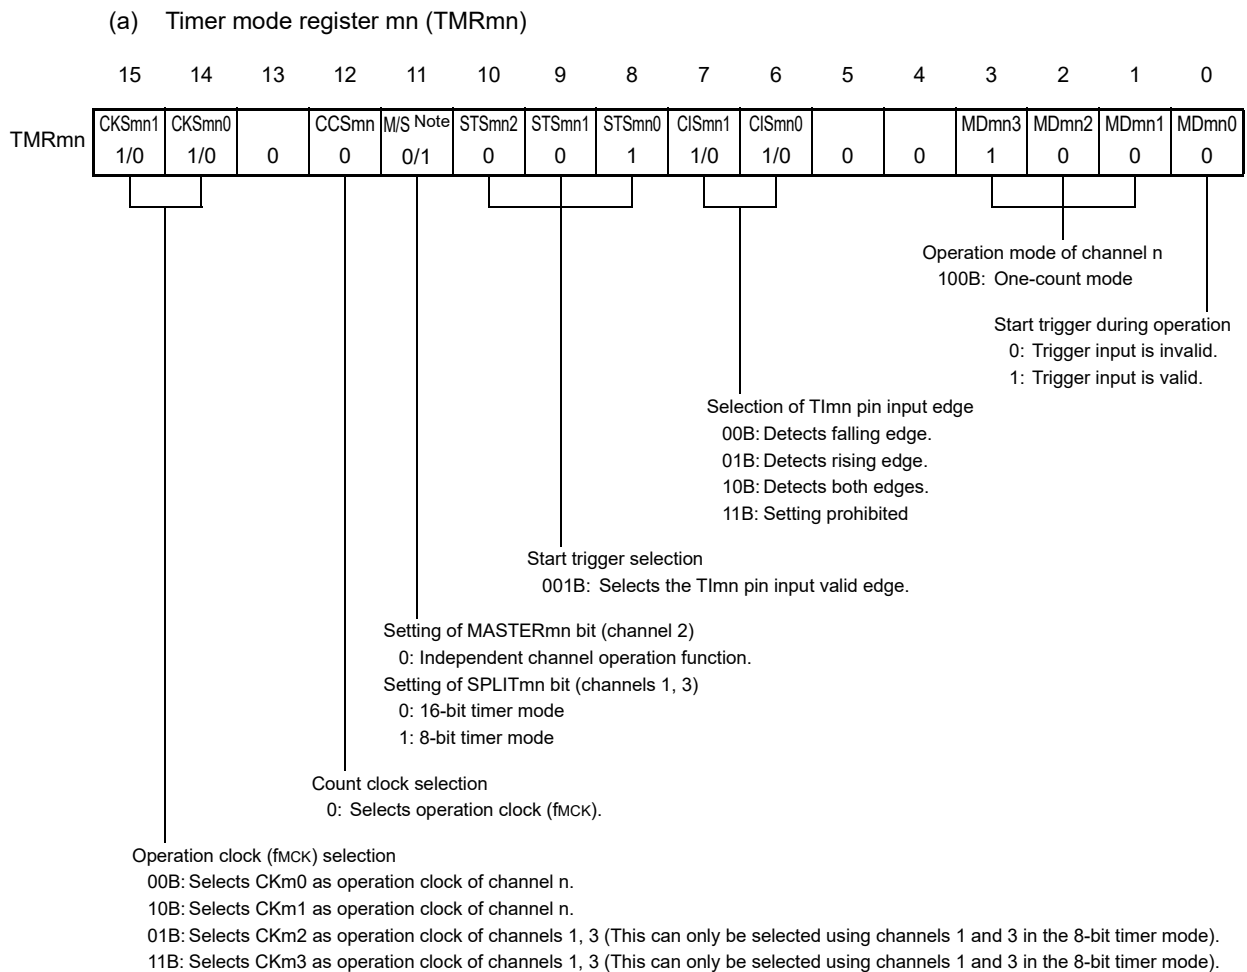 (a) Timer mode register mn (TMRmn)
15 14 13 12 11 10 9 8 7 6 5 4 3 2 1 0
TMRmn
CKSmn1 CKSmn0 CCSmn M/S Note STSmn2 STSmn1 STSmn0 CISmn1 CISmn0 MDmn3 MDmn2 MDmn1 MDmn0
1/0 1/0 0 0 0/1 0 0 1 1/0 1/0 0 0 1 0 0 0
Operation mode of channel n
100B: One-count mode
Start trigger during operation
0: Trigger input is invalid.
1: Trigger input is valid.
Selection of TImn pin input edge
00B: Detects falling edge.
01B: Detects rising edge.
10B: Detects both edges.
11B: Setting prohibited
Start trigger selection
001B: Selects the TImn pin input valid edge.
Setting of MASTERmn bit (channel 2)
0: Independent channel operation function.
Setting of SPLITmn bit (channels 1, 3)
0: 16-bit timer mode
1: 8-bit timer mode
Count clock selection
0: Selects operation clock (fMCK).
Operation clock (fMCK) selection
00B: Selects CKm0 as operation clock of channel n.
10B: Selects CKm1 as operation clock of channel n.
01B: Selects CKm2 as operation clock of channels 1, 3 (This can only be selected using channels 1 and 3 in the 8-bit timer mode).
11B: Selects CKm3 as operation clock of channels 1, 3 (This can only be selected using channels 1 and 3 in the 8-bit timer mode).